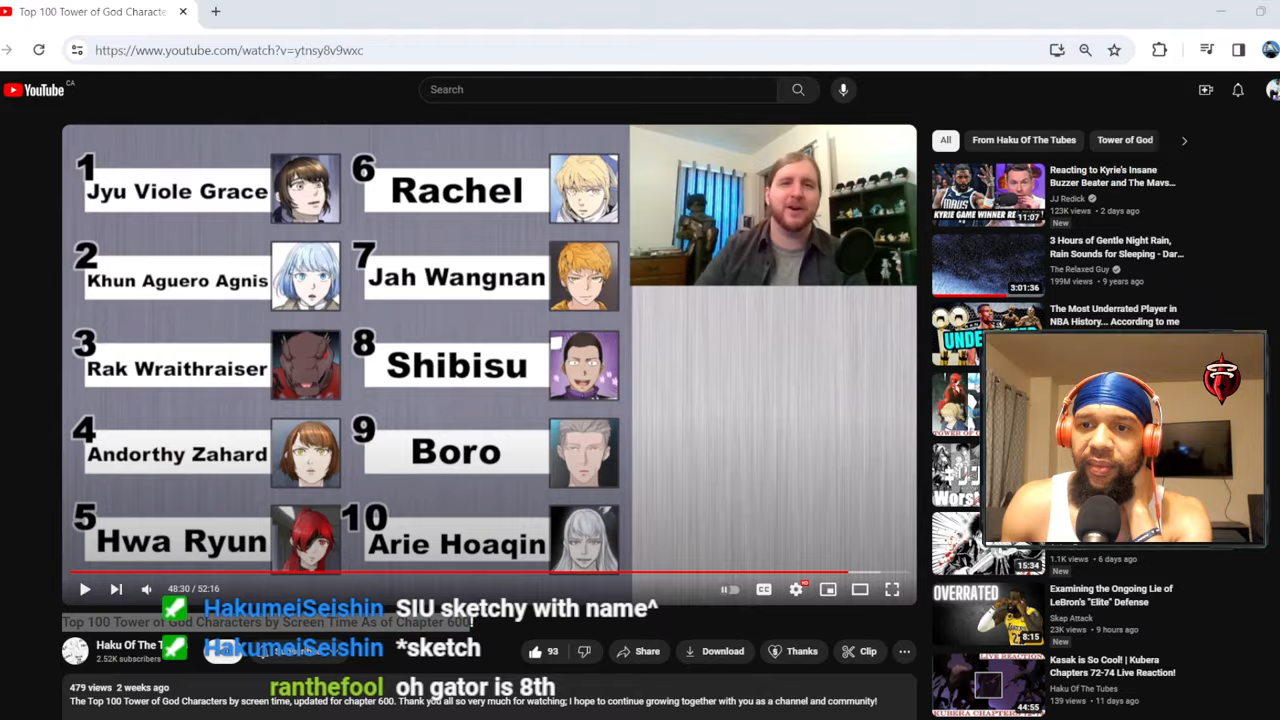 Top 100 Tower of God Characte
https://www.youtube.com/watch?v=ytnsy8v9wxc
YouTube CA
Search
1 Jyu Viole Grace
2 Khun Aguero Agnis
3 Rak Wraithraiser
4 Andorthy Zahard
5 Hwa Ryun
6 Rachel
7 Jah Wangnan
8 Shibisu
9 Boro
10 Arie Hoaqin
48:30 / 52:16
CC
HD
HakumeiSeishin SIU sketchy with name^
Top 100 Tower of God Characters by Screen Time As of Chapter 600!
HakumeiSeishin *sketch
ranthefool oh gator is 8th
Haku Of The T
2.52K subscribers
93
Share
Download
Thanks
Clip
479 views 2 weeks ago
The Top 100 Tower of God Characters by screen time, updated for chapter 600. Thank you all so very much for watching; I hope to continue growing together with you as a channel and community!
All
From Haku Of The Tubes
Tower of God
Reacting to Kyrie's Insane
Buzzer Beater and The Mavs...
JJ Redick
123K views • 2 days ago
New
KYRIE GAME WINNER RE
11:07
3 Hours of Gentle Night Rain,
Rain Sounds for Sleeping - Dar...
The Relaxed Guy
199M views • 9 years ago
3:01:36
The Most Underrated Player in
NBA History... According to me
Wors
1.1K views • 6 days ago
New
15:34
Examining the Ongoing Lie of
LeBron's "Elite" Defense
Skap Attack
23K views • 9 days ago
New
OVERRATED
8:15
Kasak is So Cool! | Kubera
Chapters 72-74 Live Reaction!
Haku Of The Tubes
139 views • 11 days ago
LIVE REACTION
44:55